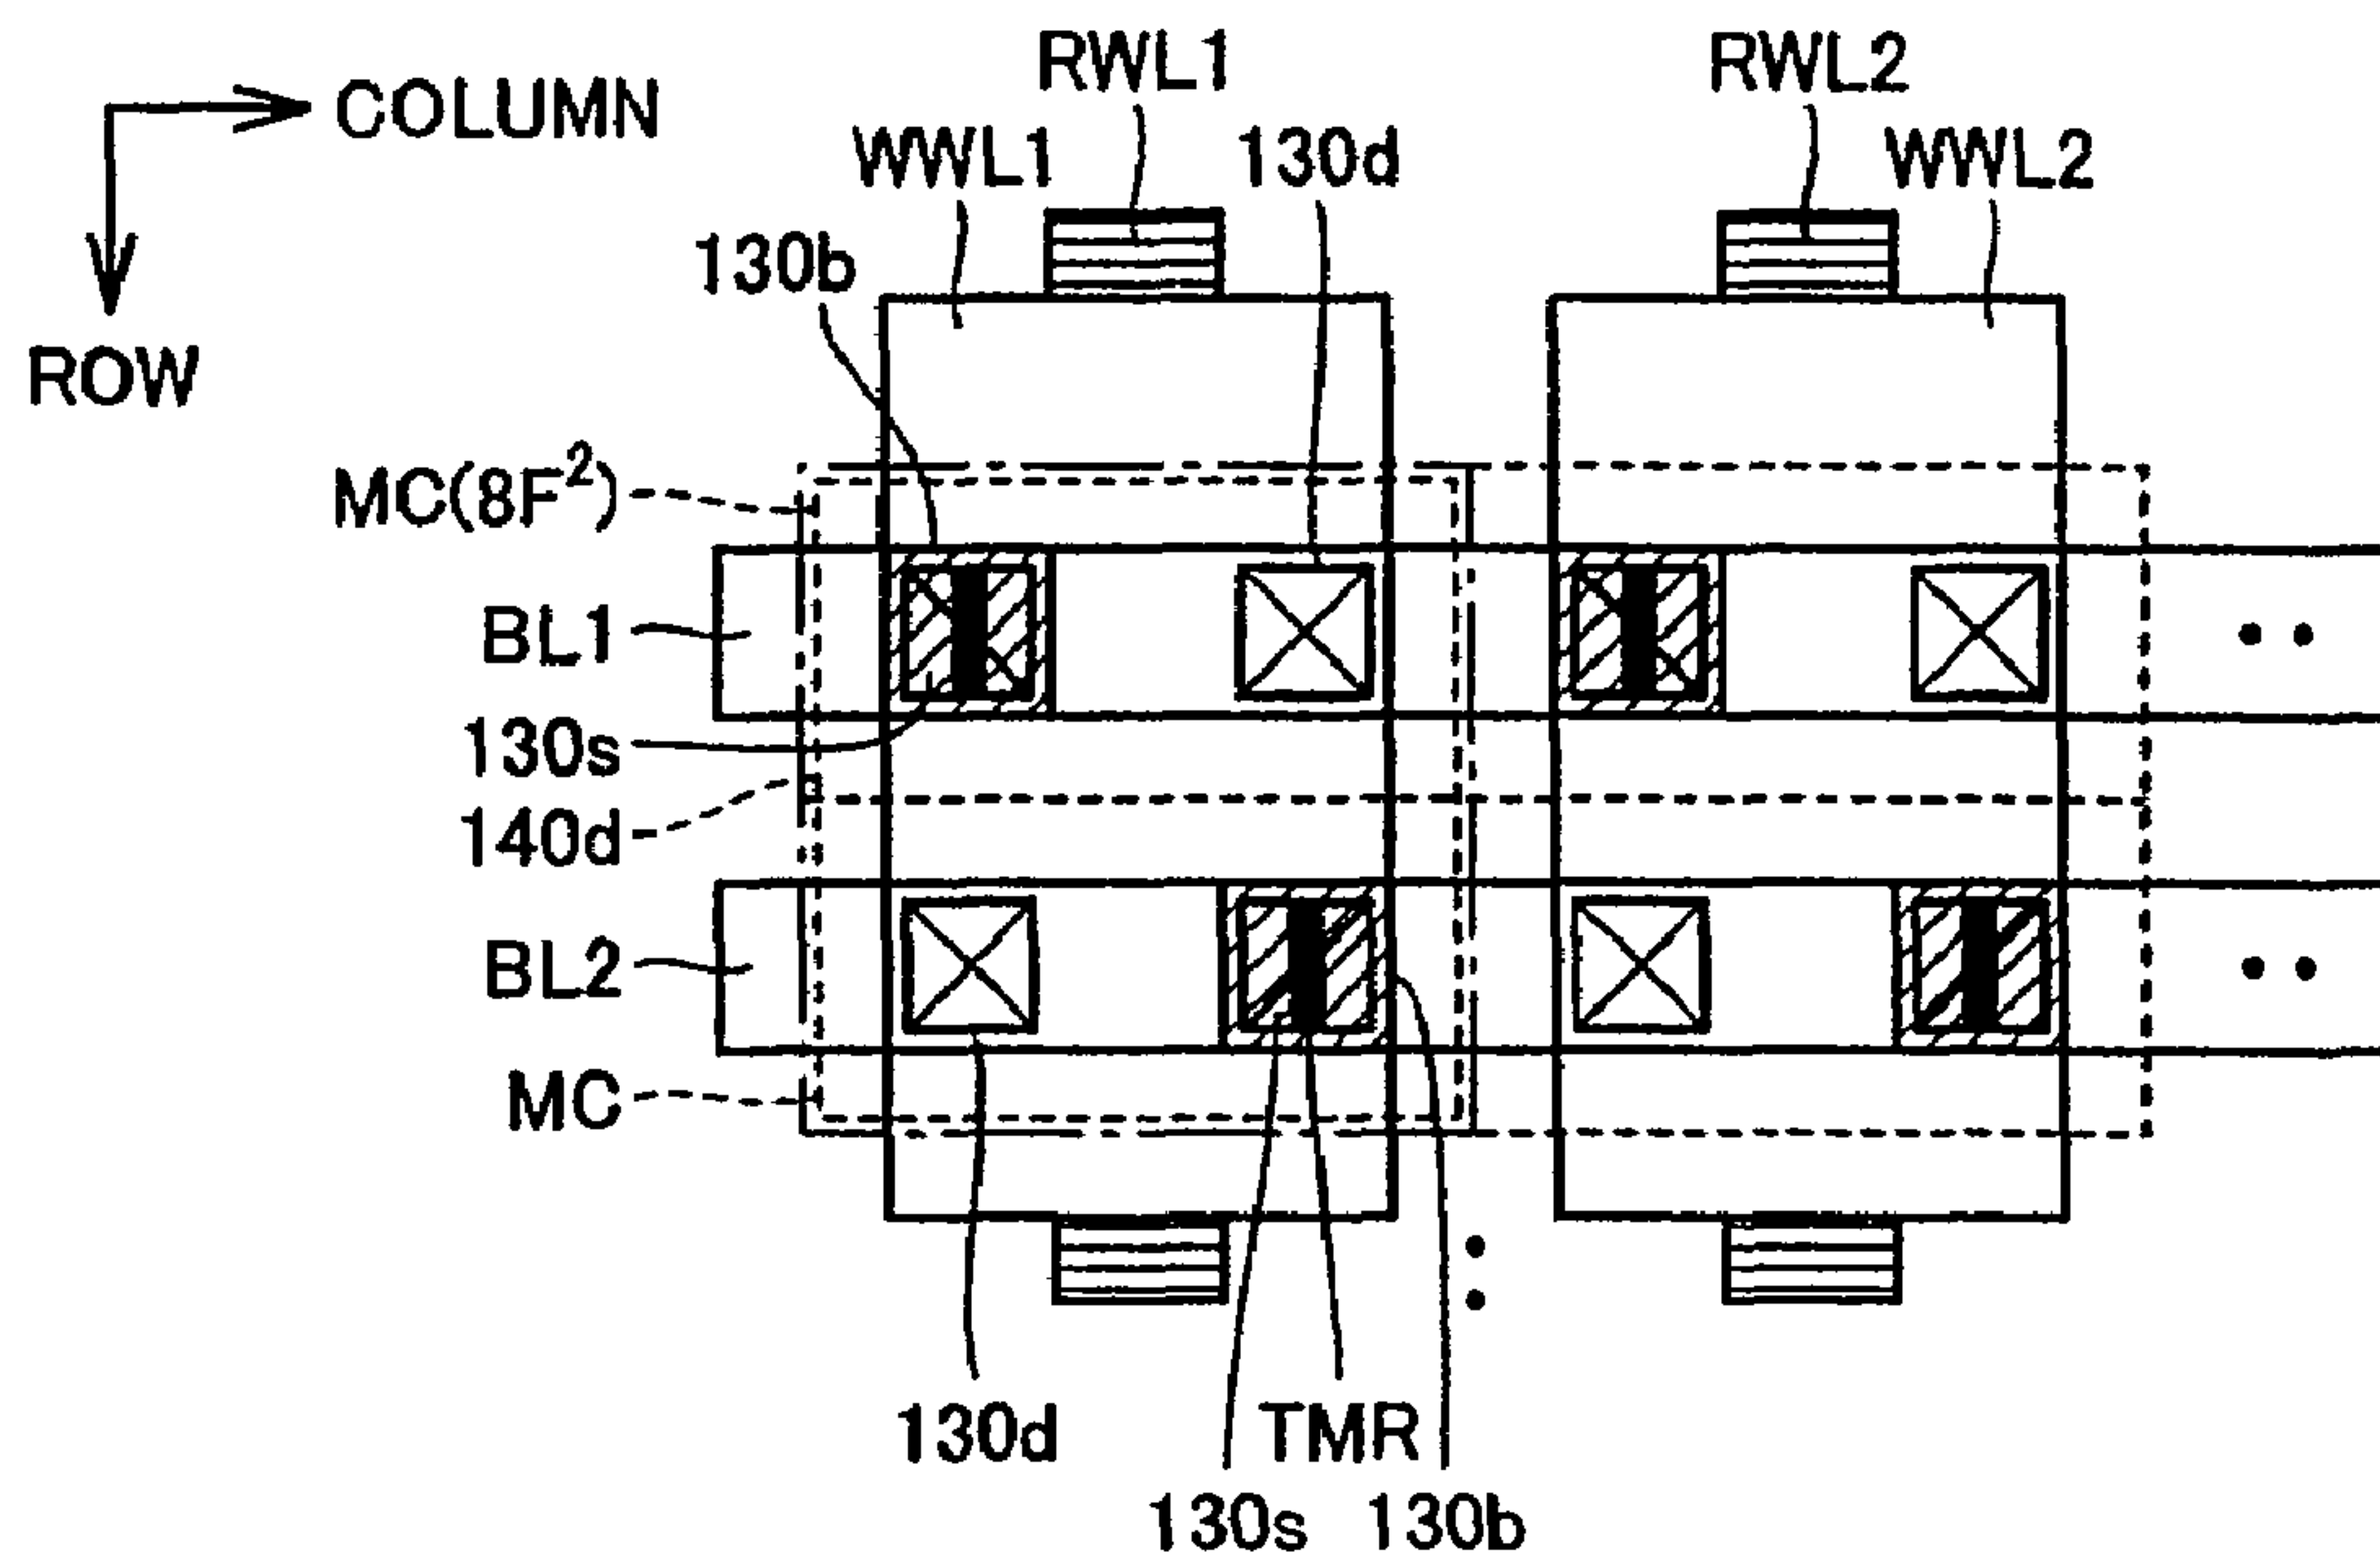 RWL1
RWL2
COLUMN
WWL1
130d
WWL2
130b
ROW
MC(8F²)
BL1
130s
140d
BL2
MC
130d
TMR
130s
130b